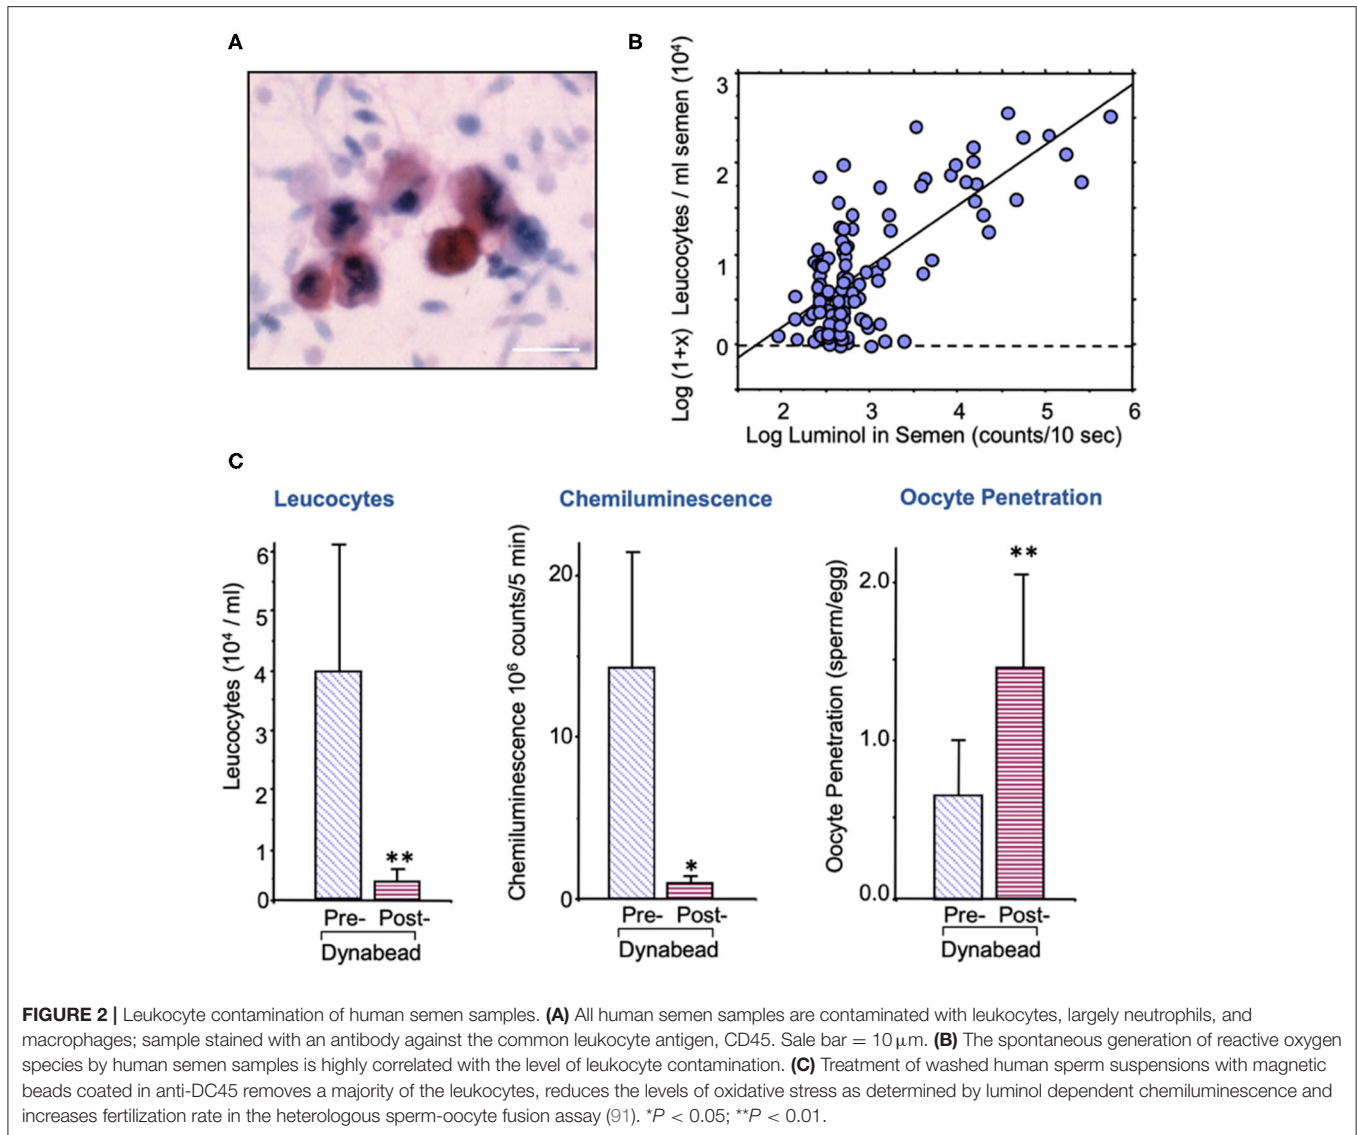 A
B
Log (1+x) Leucocytes / ml semen (10⁴)
3
2
1
0
2 3 4 5 6
Log Luminol in Semen (counts/10 sec)
C
Leucocytes
Leucocytes (10⁴ / ml)
6
5
4
3
2
1
0
**
Pre- Post-
Dynabead
Chemiluminescence
Chemiluminescence 10⁶ counts/5 min)
20
10
0
*
Pre- Post-
Dynabead
Oocyte Penetration
Oocyte Penetration (sperm/egg)
2.0
1.0
0.0
**
Pre- Post-
Dynabead
FIGURE 2 | Leukocyte contamination of human semen samples. (A) All human semen samples are contaminated with leukocytes, largely neutrophils, and
macrophages; sample stained with an antibody against the common leukocyte antigen, CD45. Sale bar = 10 μm. (B) The spontaneous generation of reactive oxygen
species by human semen samples is highly correlated with the level of leukocyte contamination. (C) Treatment of washed human sperm suspensions with magnetic
beads coated in anti-DC45 removes a majority of the leukocytes, reduces the levels of oxidative stress as determined by luminol dependent chemiluminescence and
increases fertilization rate in the heterologous sperm-oocyte fusion assay (91). *P < 0.05; **P < 0.01.